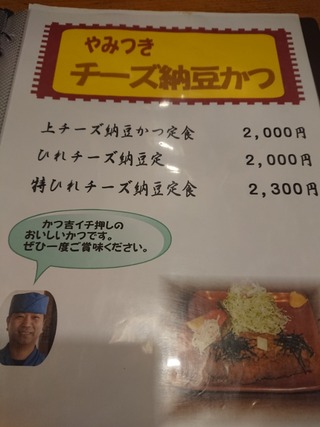 やみつき
チーズ納豆かつ
上チーズ納豆かつ定食 2,000円
ひれチーズ納豆定 2,000円
特ひれチーズ納豆定食 2,300円
かつ吉イチ押しの
おいしいかつです。
ぜひ一度ご賞味ください。